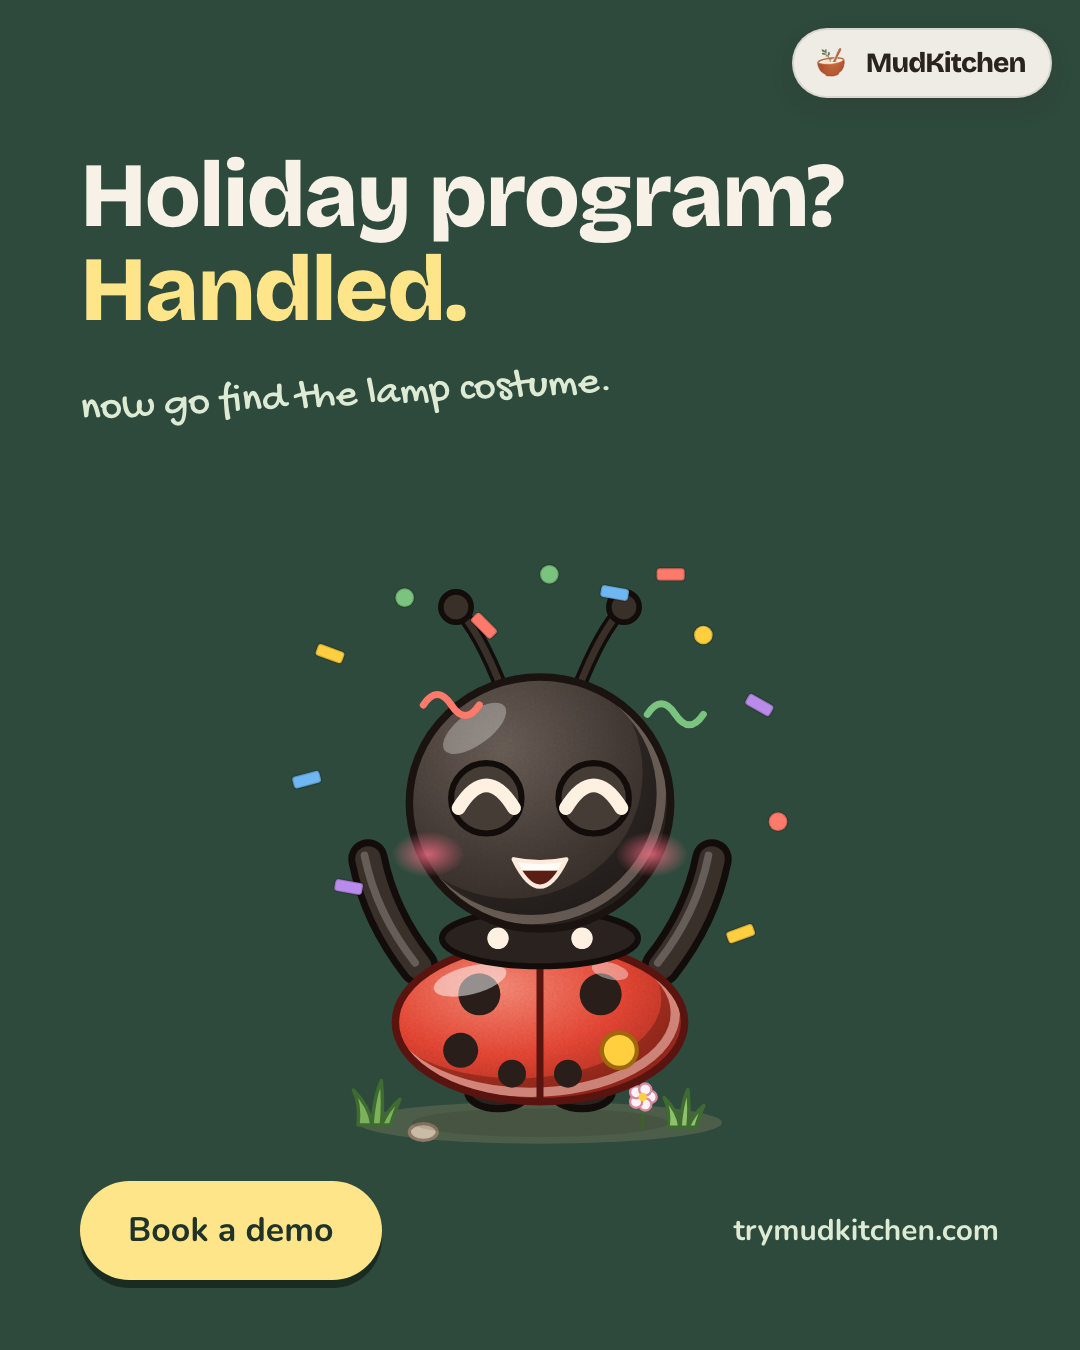 MudKitchen
Holiday program?
Handled.
now go find the lamp costume.
Book a demo
trymudkitchen.com